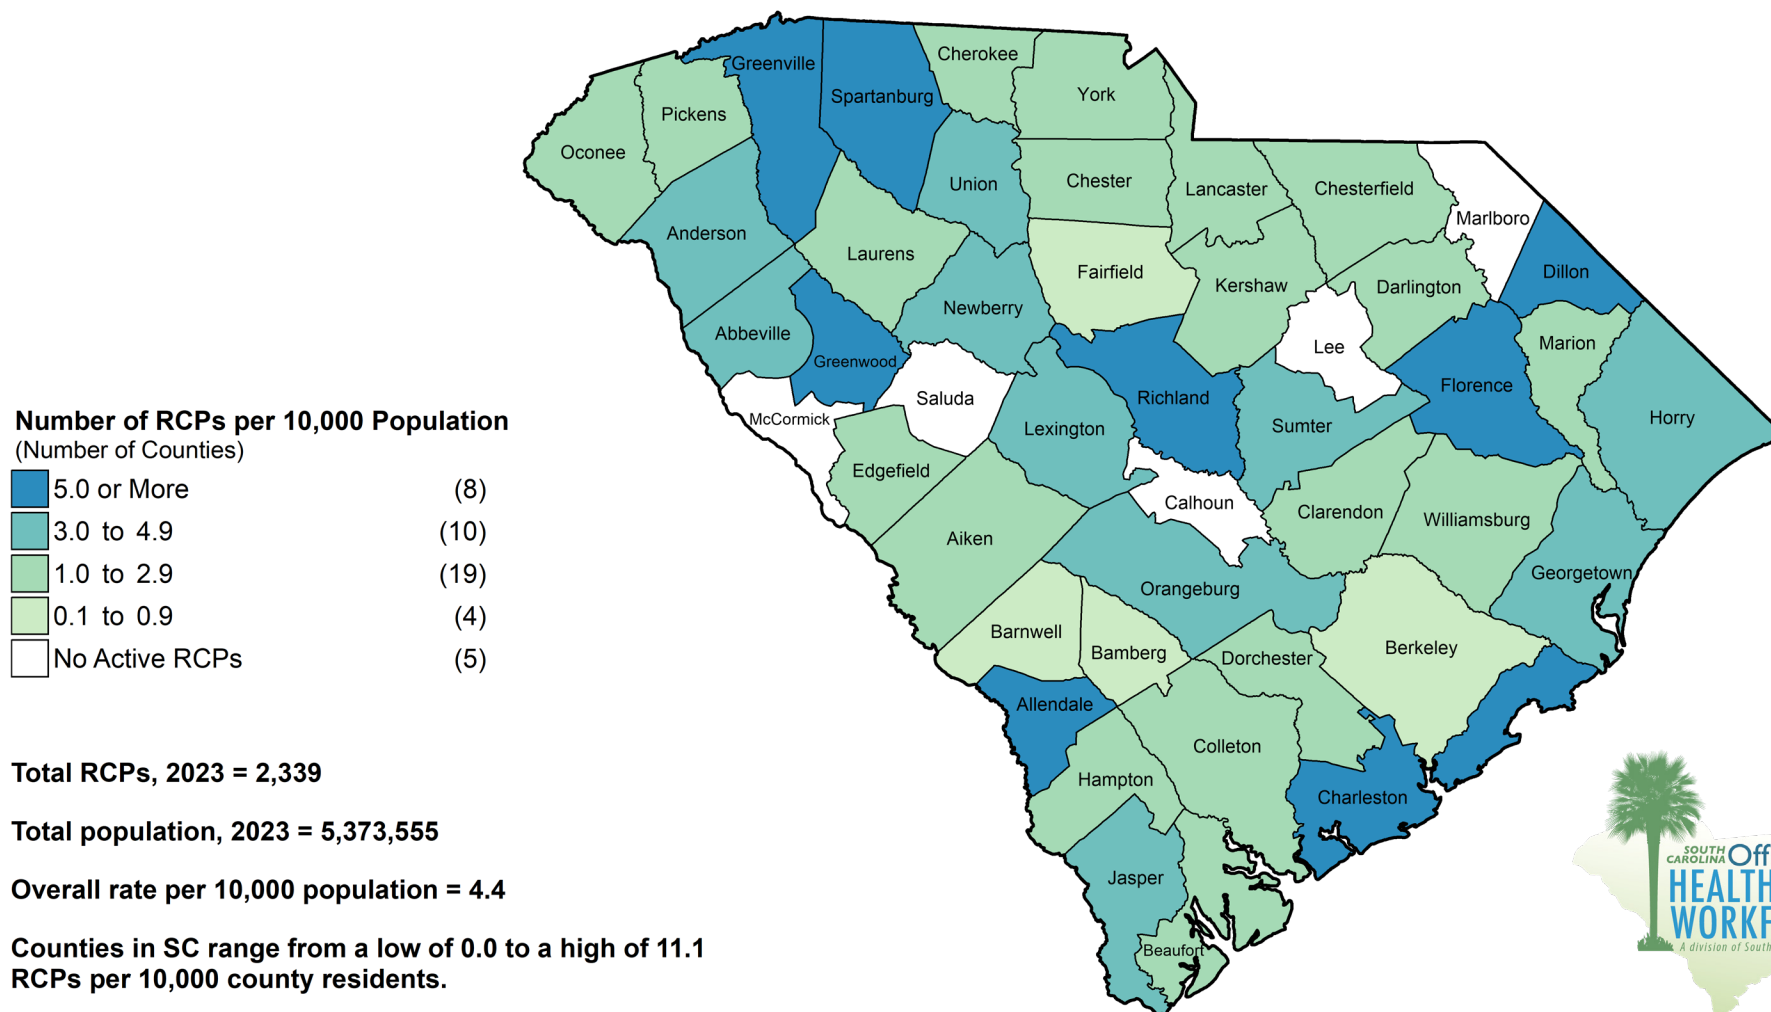 Greenville
Cherokee
Spartanburg
York
Pickens
Oconee
Union
Chester
Lancaster
Chesterfield
Marlboro
Anderson
Laurens
Fairfield
Dillon
Kershaw
Darlington
Newberry
Abbeville
Greenwood
Lee
Marion
Florence
Saluda
Richland
McCormick
Lexington
Sumter
Horry
Edgefield
Calhoun
Clarendon
Williamsburg
Aiken
Georgetown
Orangeburg
Barnwell
Bamberg
Dorchester
Berkeley
Allendale
Colleton
Hampton
Charleston
Jasper
Beaufort
Number of RCPs per 10,000 Population
(Number of Counties)
5.0 or More (8)
3.0 to 4.9 (10)
1.0 to 2.9 (19)
0.1 to 0.9 (4)
No Active RCPs (5)
Total RCPs, 2023 = 2,339
Total population, 2023 = 5,373,555
Overall rate per 10,000 population = 4.4
Counties in SC range from a low of 0.0 to a high of 11.1
RCPs per 10,000 county residents.
SOUTH
CAROLINA Off
HEALTH
WORKF
A division of South